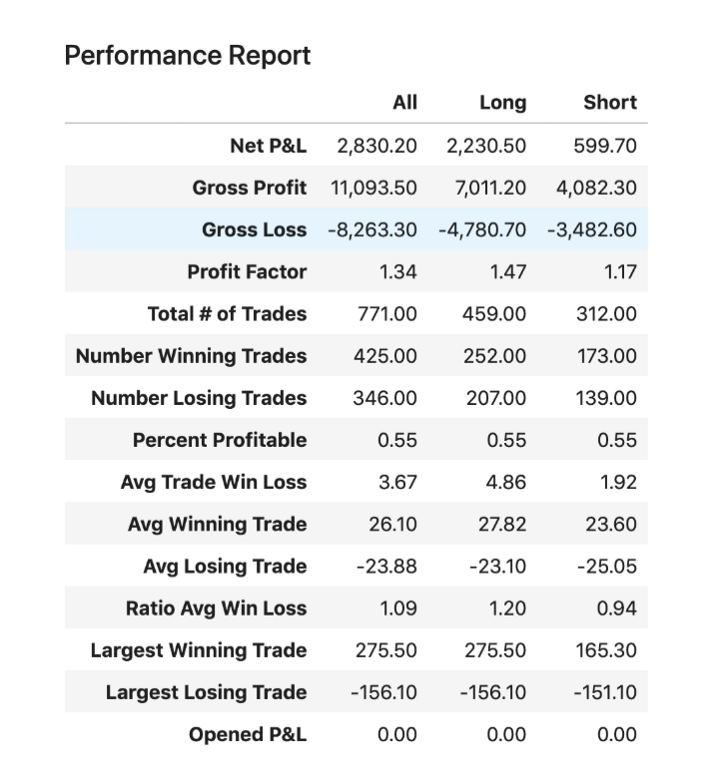 Performance Report
All Long Short
Net P&L 2,830.20 2,230.50 599.70
Gross Profit 11,093.50 7,011.20 4,082.30
Gross Loss -8,263.30 -4,780.70 -3,482.60
Profit Factor 1.34 1.47 1.17
Total # of Trades 771.00 459.00 312.00
Number Winning Trades 425.00 252.00 173.00
Number Losing Trades 346.00 207.00 139.00
Percent Profitable 0.55 0.55 0.55
Avg Trade Win Loss 3.67 4.86 1.92
Avg Winning Trade 26.10 27.82 23.60
Avg Losing Trade -23.88 -23.10 -25.05
Ratio Avg Win Loss 1.09 1.20 0.94
Largest Winning Trade 275.50 275.50 165.30
Largest Losing Trade -156.10 -156.10 -151.10
Opened P&L 0.00 0.00 0.00